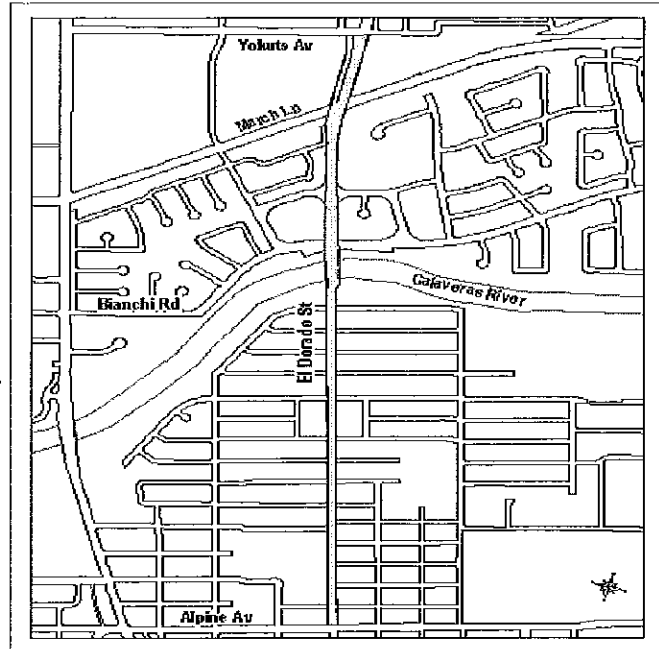 Yokuts Av
March Ln
Calaveras River
Bianchi Rd
El Dorado St
Alpine Av